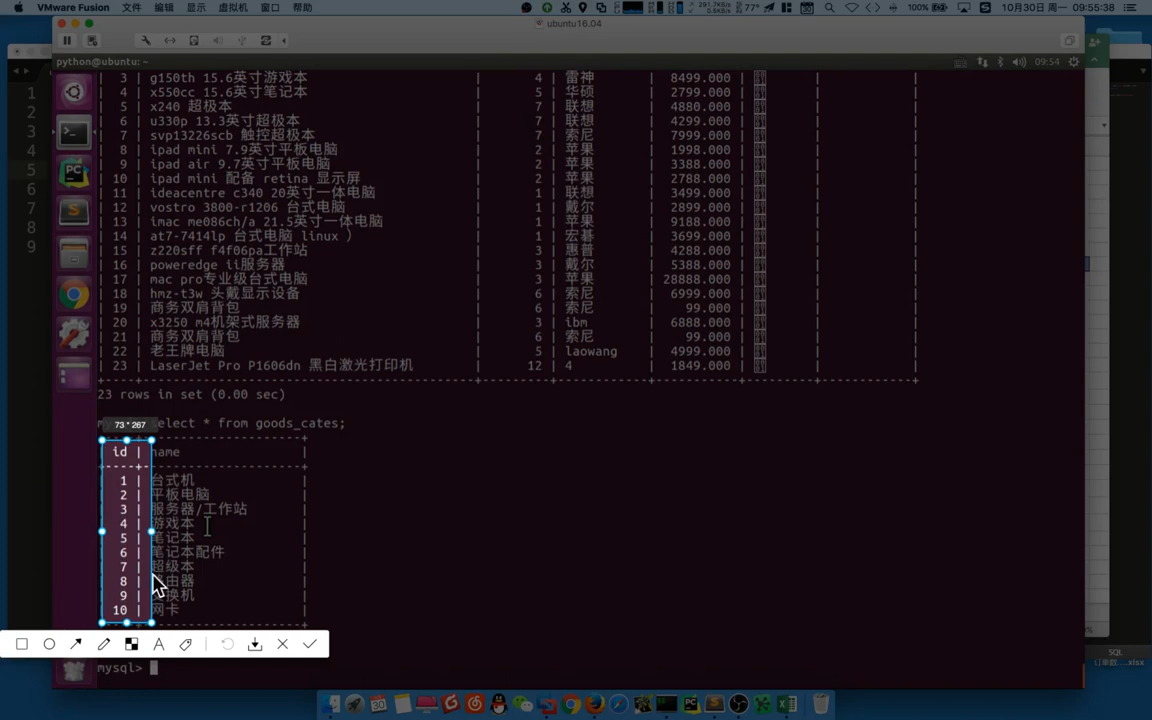 VMware Fusion 文件 编辑 显示 虚拟机 窗口 帮助
77° 100% 10月30日 周一 09:55:38
ubuntu16.04
python@ubuntu: ~ 09:54
| 3 | g150th 15.6英寸游戏本 | 4 | 雷神 | 8499.000 |
| 4 | x550cc 15.6英寸笔记本 | 5 | 华硕 | 2799.000 |
| 5 | x240 超极本 | 7 | 联想 | 4880.000 |
| 6 | u330p 13.3英寸超极本 | 7 | 联想 | 4299.000 |
| 7 | svp13226scb 触控超极本 | 7 | 索尼 | 7999.000 |
| 8 | ipad mini 7.9英寸平板电脑 | 2 | 苹果 | 1998.000 |
| 9 | ipad air 9.7英寸平板电脑 | 2 | 苹果 | 3388.000 |
| 10 | ipad mini 配备 retina 显示屏 | 2 | 苹果 | 2788.000 |
| 11 | ideacentre c340 20英寸一体电脑 | 1 | 联想 | 3499.000 |
| 12 | vostro 3800-r1206 台式电脑 | 1 | 戴尔 | 2899.000 |
| 13 | imac me086ch/a 21.5英寸一体电脑 | 1 | 苹果 | 9188.000 |
| 14 | at7-7414lp 台式电脑 linux ) | 1 | 宏碁 | 3699.000 |
| 15 | z220sff f4f06pa工作站 | 3 | 惠普 | 4288.000 |
| 16 | poweredge ii服务器 | 3 | 戴尔 | 5388.000 |
| 17 | mac pro专业级台式电脑 | 3 | 苹果 | 28888.000 |
| 18 | hmz-t3w 头戴显示设备 | 6 | 索尼 | 6999.000 |
| 19 | 商务双肩背包 | 6 | 索尼 | 99.000 |
| 20 | x3250 m4机架式服务器 | 3 | ibm | 6888.000 |
| 21 | 商务双肩背包 | 6 | 索尼 | 99.000 |
| 22 | 老王牌电脑 | 5 | laowang | 4999.000 |
| 23 | LaserJet Pro P1606dn 黑白激光打印机 | 12 | 4 | 1849.000 |
23 rows in set (0.00 sec)
select * from goods_cates;
73 * 267
| id | name |
| 1 | 台式机 |
| 2 | 平板电脑 |
| 3 | 服务器/工作站 |
| 4 | 游戏本 |
| 5 | 笔记本 |
| 6 | 笔记本配件 |
| 7 | 超级本 |
| 8 | 路由器 |
| 9 | 交换机 |
| 10 | 网卡 |
mysql>
1
2
3
4
5
6
7
8
9
SQL